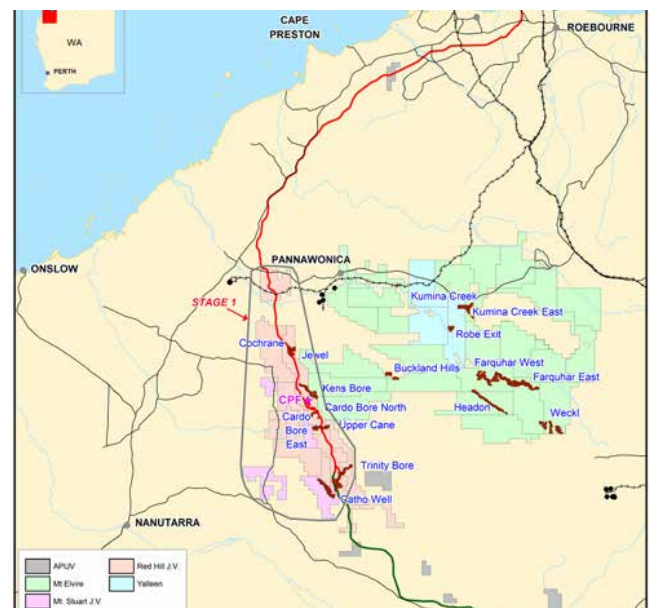 CAPE
PRESTON
ROEBOURNE
WA
PERTH
ONSLOW
PANNAWONICA
STAGE 1
Kumina Creek
Kumina Creek East
Robe Exit
Cochrane
Jewel
Buckland Hills
Farquhar West
Farquhar East
Kens Bore
CPF
Cardo Bore North
Headon
Cardo
Bore
East
Upper Cane
Weckl
Trinity Bore
Catho Well
NANUTARRA
APIJV
Red Hill J.V.
Mt Elvire
Yalleen
Mt. Stuart J.V.